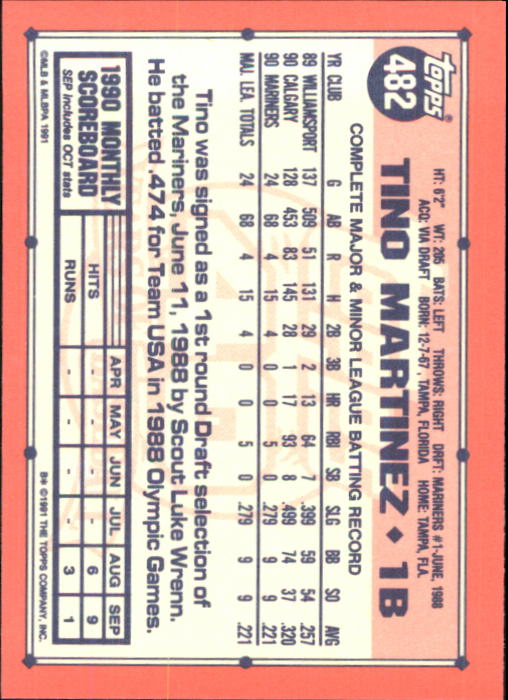 Topps®
482
HT: 6'2" WT: 205 BATS: LEFT THROWS: RIGHT DRFT: MARINERS #1-JUNE, 1988
ACQ: VIA DRAFT BORN: 12-7-67, TAMPA, FLORIDA HOME: TAMPA, FLA.
TINO MARTINEZ ◆ 1B
COMPLETE MAJOR & MINOR LEAGUE BATTING RECORD
YR CLUB G AB R H 2B 3B HR RBI SB SLG BB SO AVG
89 WILLIAMSPORT 137 509 51 131 29 2 13 64 7 .399 59 54 .257
90 CALGARY 128 453 83 145 28 1 17 93 8 .499 74 37 .320
90 MARINERS 24 68 4 15 4 0 0 5 0 .279 9 9 .221
MAJ. LEA. TOTALS 24 68 4 15 4 0 0 5 0 .279 9 9 .221
Tino was signed as a 1st round Draft selection of
the Mariners, June 11, 1988 by Scout Luke Wrenn.
He batted .474 for Team USA in 1988 Olympic Games.
1990 MONTHLY
SCOREBOARD
SEP includes OCT stats
APR MAY JUN JUL AUG SEP
HITS - - - - 6 9
RUNS - - - - 3 1
©MLB & MLBPA 1991
B* © 1991 THE TOPPS COMPANY, INC.